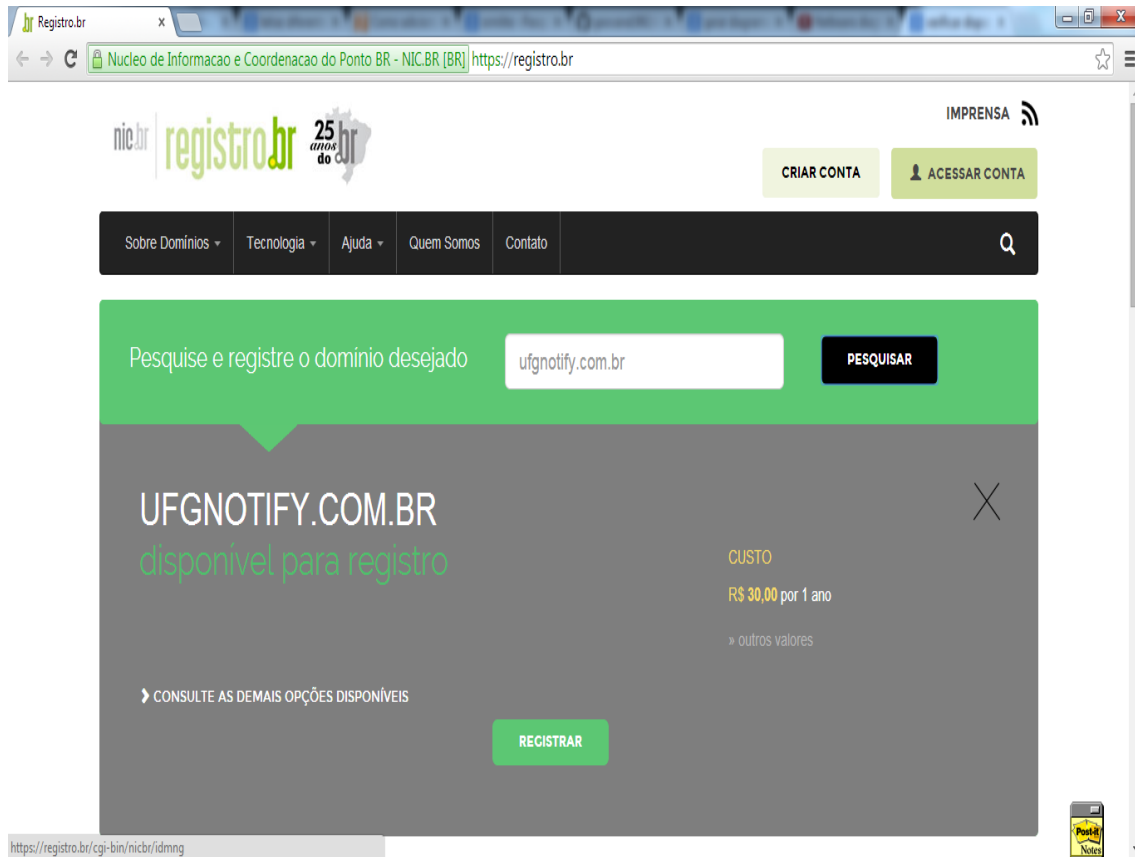 Registro.br
Nucleo de Informacao e Coordenacao do Ponto BR - NIC.BR [BR] https://registro.br
IMPRENSA
nic.br registro.br 25 anos do br
CRIAR CONTA
ACESSAR CONTA
Sobre Domínios Tecnologia Ajuda Quem Somos Contato
Pesquise e registre o domínio desejado
ufgnotify.com.br
PESQUISAR
UFGNOTIFY.COM.BR
disponível para registro
CUSTO
R$ 30,00 por 1 ano
» outros valores
CONSULTE AS DEMAIS OPÇÕES DISPONÍVEIS
REGISTRAR
Post-it
Notes
https://registro.br/cgi-bin/nicbr/idmng